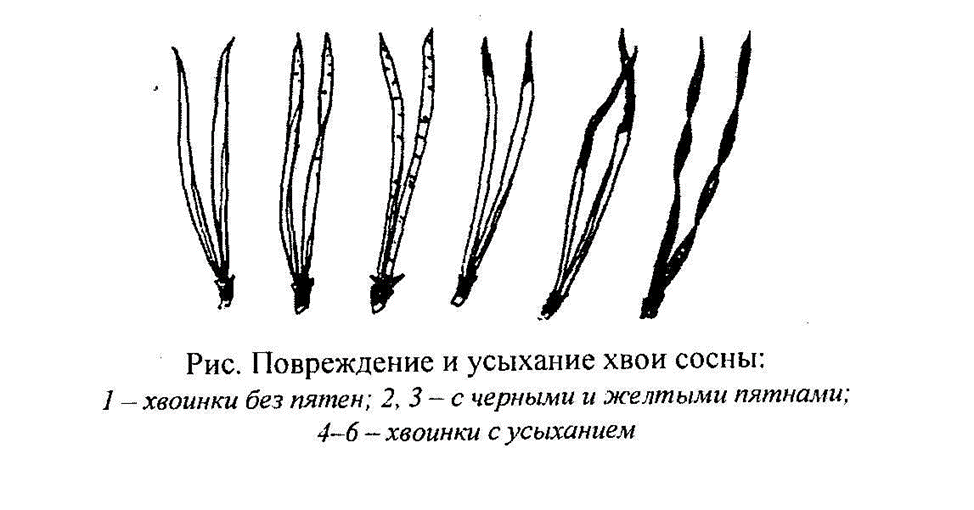 Рис. Повреждение и усыхание хвои сосны:
1 – хвоинки без пятен; 2, 3 – с черными и желтыми пятнами;
4–6 – хвоинки с усыханием